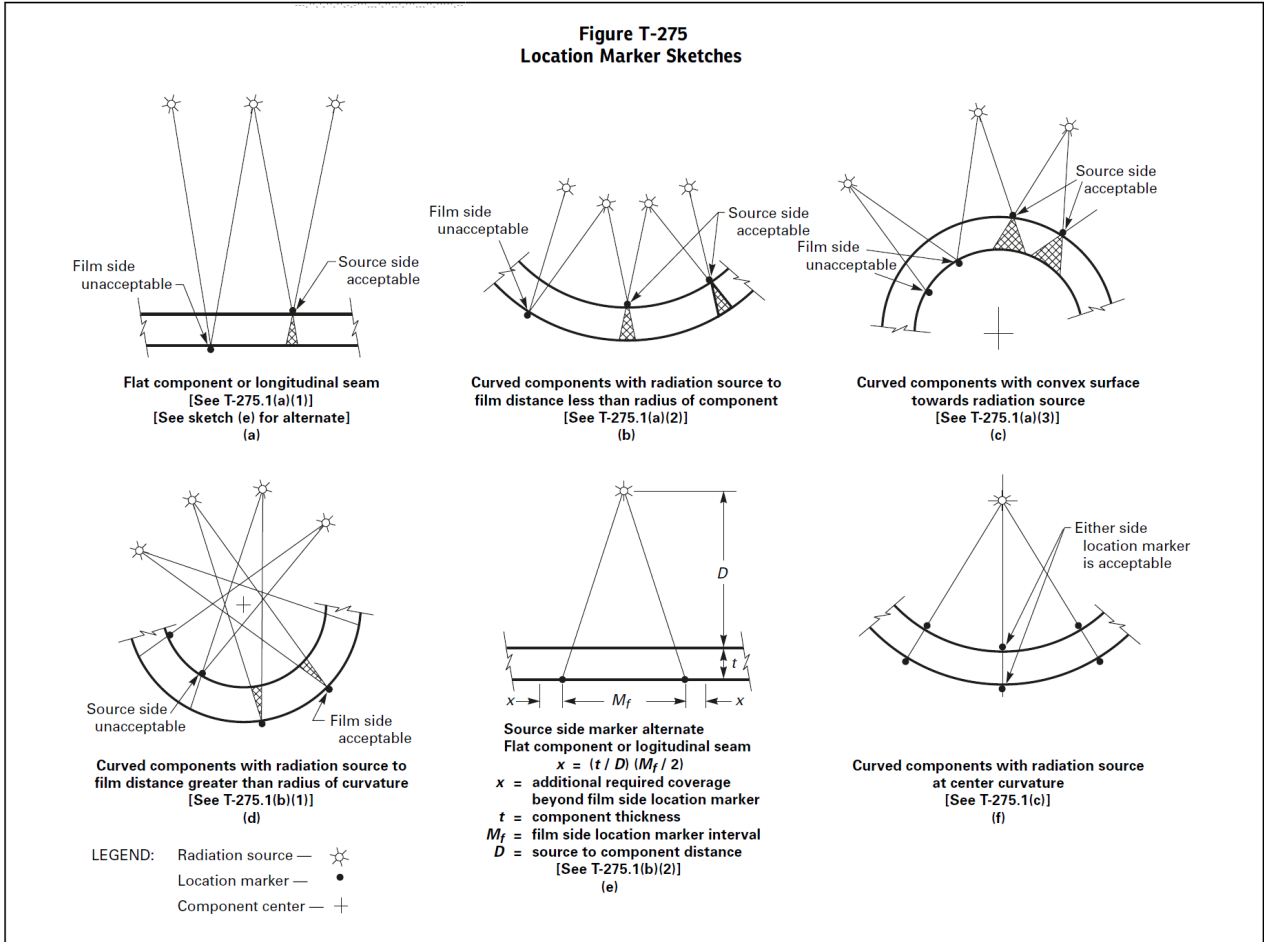 Figure T-275
Location Marker Sketches
Film side
unacceptable
Source side
acceptable
Flat component or longitudinal seam
[See T-275.1(a)(1)]
[See sketch (e) for alternate]
(a)
Film side
unacceptable
Source side
acceptable
Curved components with radiation source to
film distance less than radius of component
[See T-275.1(a)(2)]
(b)
Source side
acceptable
Film side
unacceptable
Curved components with convex surface
towards radiation source
[See T-275.1(a)(3)]
(c)
Source side
unacceptable
Film side
acceptable
Curved components with radiation source to
film distance greater than radius of curvature
[See T-275.1(b)(1)]
(d)
D
t
x
Mf
x
Source side marker alternate
Flat component or logitudinal seam
x = (t / D) (Mf / 2)
x = additional required coverage
beyond film side location marker
t = component thickness
Mf = film side location marker interval
D = source to component distance
[See T-275.1(b)(2)]
(e)
Either side
location marker
is acceptable
Curved components with radiation source
at center curvature
[See T-275.1(c)]
(f)
LEGEND: Radiation source —
Location marker —
Component center —